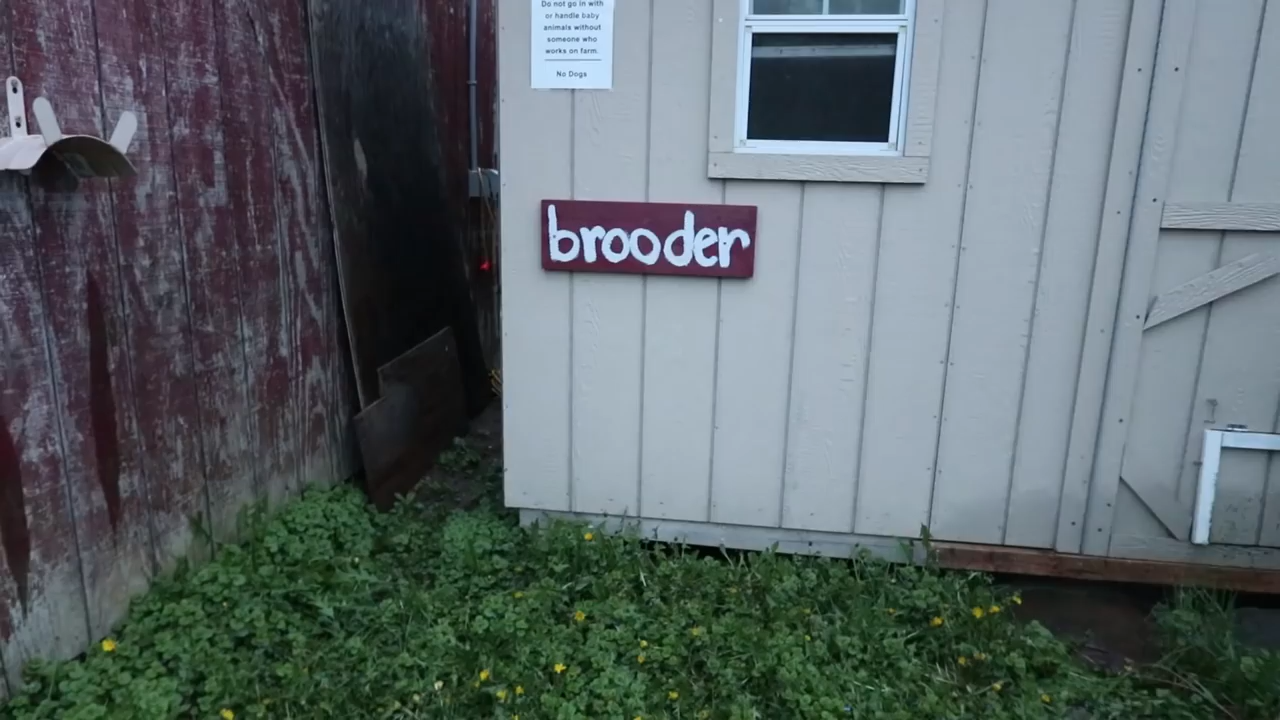 Do not go in with
or handle baby
animals without
someone who
works on farm.
No Dogs
brooder